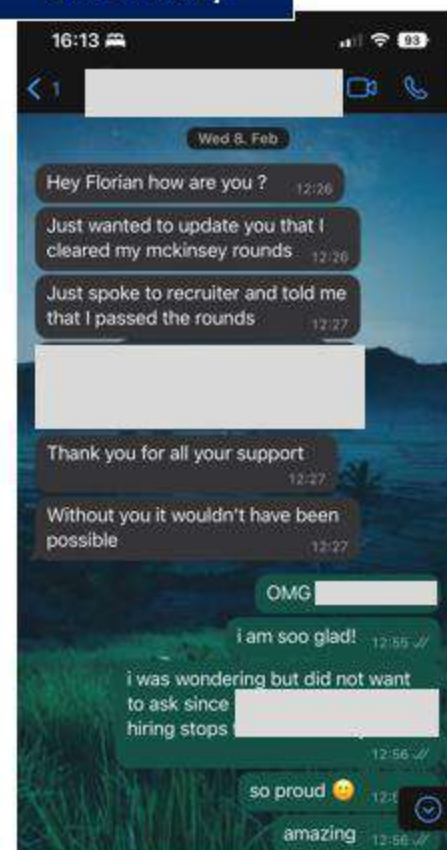 16:13
93
1
Wed 8. Feb
Hey Florian how are you ? 12:26
Just wanted to update you that I
cleared my mckinsey rounds 12:26
Just spoke to recruiter and told me
that I passed the rounds 12:27
Thank you for all your support
12:27
Without you it wouldn't have been
possible 12:27
OMG
i am soo glad! 12:55
i was wondering but did not want
to ask since
hiring stops
12:56
so proud 🙂
amazing 12:56